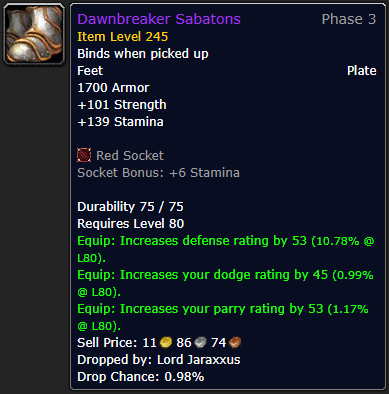 Dawnbreaker Sabatons Phase 3
Item Level 245
Binds when picked up
Feet Plate
1700 Armor
+101 Strength
+139 Stamina
Red Socket
Socket Bonus: +6 Stamina
Durability 75 / 75
Requires Level 80
Equip: Increases defense rating by 53 (10.78% @
L80).
Equip: Increases your dodge rating by 45 (0.99%
@ L80).
Equip: Increases your parry rating by 53 (1.17%
@ L80).
Sell Price: 11 86 74
Dropped by: Lord Jaraxxus
Drop Chance: 0.98%